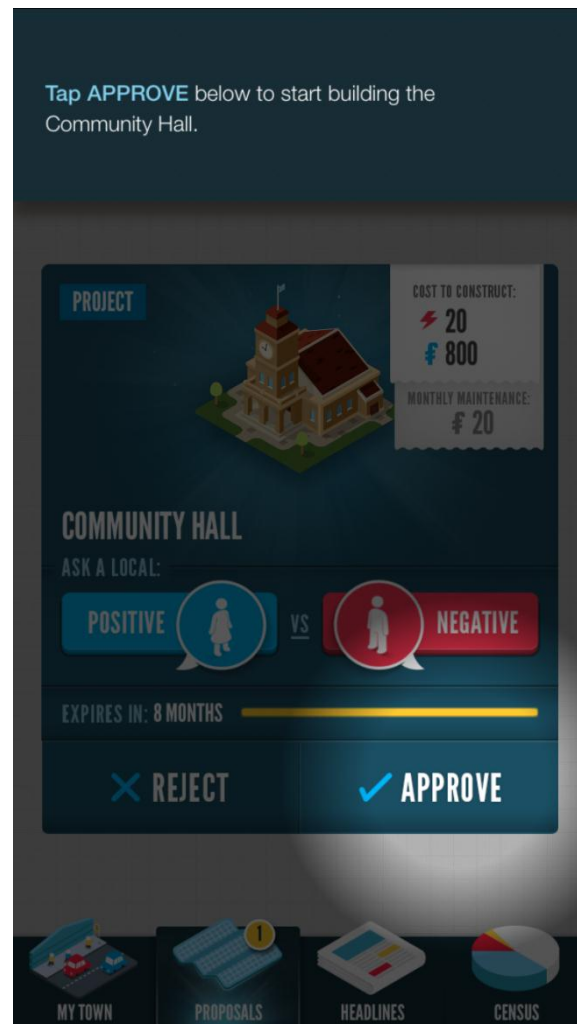 Tap APPROVE below to start building the
Community Hall.
PROJECT
COST TO CONSTRUCT:
20
₣ 800
MONTHLY MAINTENANCE:
₣ 20
COMMUNITY HALL
ASK A LOCAL:
POSITIVE VS NEGATIVE
EXPIRES IN: 8 MONTHS
REJECT APPROVE
1
MY TOWN PROPOSALS HEADLINES CENSUS